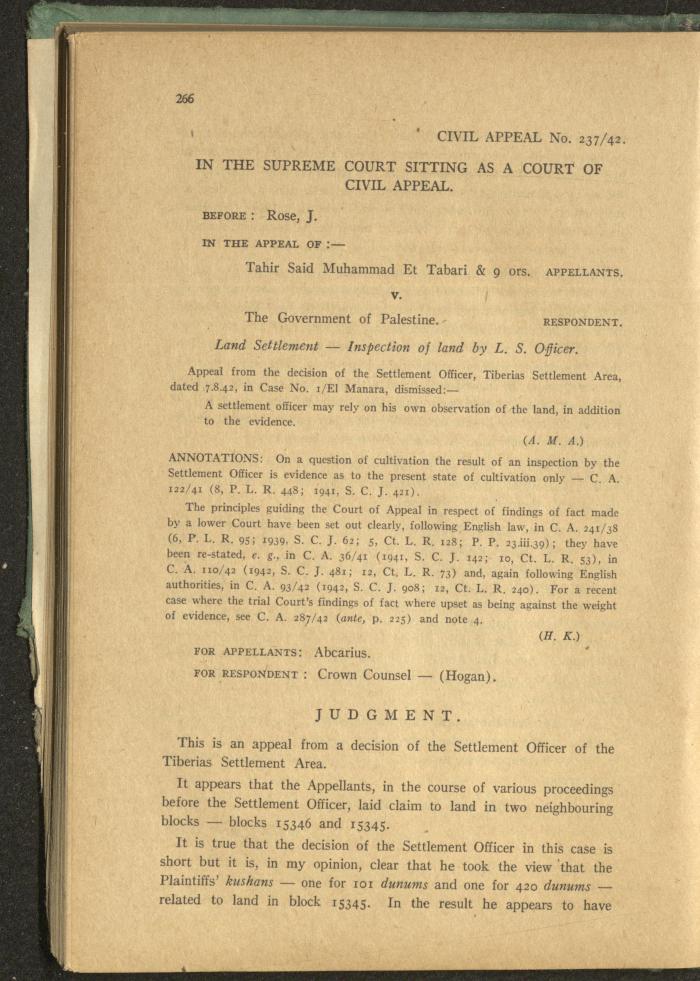 266
CIVIL APPEAL No. 237/42.
IN THE SUPREME COURT SITTING AS A COURT OF
CIVIL APPEAL.
BEFORE : Rose, J.
IN THE APPEAL OF :—
Tahir Said Muhammad Et Tabari & 9 ors. APPELLANTS.
v.
The Government of Palestine. RESPONDENT.
Land Settlement — Inspection of land by L. S. Officer.
Appeal from the decision of the Settlement Officer, Tiberias Settlement Area,
dated 7.8.42, in Case No. 1/El Manara, dismissed:—
A settlement officer may rely on his own observation of the land, in addition
to the evidence.
(A. M. A.)
ANNOTATIONS: On a question of cultivation the result of an inspection by the
Settlement Officer is evidence as to the present state of cultivation only — C. A.
122/41 (8, P. L. R. 448; 1941, S. C. J. 421).
The principles guiding the Court of Appeal in respect of findings of fact made
by a lower Court have been set out clearly, following English law, in C. A. 241/38
(6, P. L. R. 95; 1939, S. C. J. 62; 5, Ct. L. R. 128; P. P. 23.iii.39); they have
been re-stated, e. g., in C. A. 36/41 (1941, S. C. J. 142; 10, Ct. L. R. 53), in
C. A. 110/42 (1942, S. C. J. 481; 12, Ct, L. R. 73) and, again following English
authorities, in C. A. 93/42 (1942, S. C. J. 908; 12, Ct. L. R. 240). For a recent
case where the trial Court's findings of fact where upset as being against the weight
of evidence, see C. A. 287/42 (ante, p. 225) and note 4.
(H. K.)
FOR APPELLANTS: Abcarius.
FOR RESPONDENT : Crown Counsel — (Hogan).
JUDGMENT.
This is an appeal from a decision of the Settlement Officer of the
Tiberias Settlement Area.
It appears that the Appellants, in the course of various proceedings
before the Settlement Officer, laid claim to land in two neighbouring
blocks — blocks 15346 and 15345.
It is true that the decision of the Settlement Officer in this case is
short but it is, in my opinion, clear that he took the view that the
Plaintiffs' kushans — one for 101 dunums and one for 420 dunums —
related to land in block 15345. In the result he appears to have